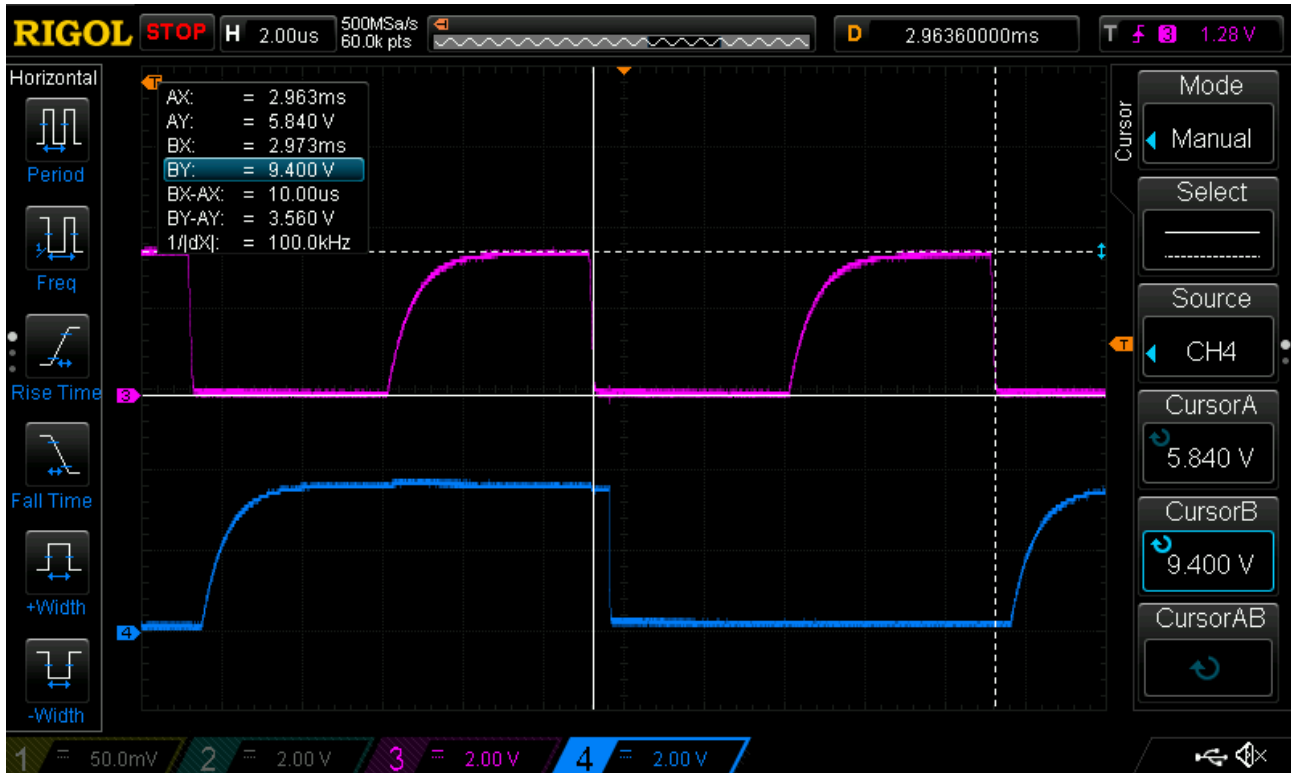 RIGOL STOP H 2.00us 500MSa/s 60.0k pts D 2.96360000ms T 3 1.28 V
Horizontal
Period
Freq
Rise Time
Fall Time
+Width
-Width
T
AX: = 2.963ms
AY: = 5.840 V
BX: = 2.973ms
BY: = 9.400 V
BX-AX: = 10.00us
BY-AY: = 3.560 V
1/|dX|: = 100.0kHz
3
4
T
Cursor
Mode
Manual
Select
Source
CH4
CursorA
5.840 V
CursorB
9.400 V
CursorAB
1 = 50.0mV 2 = 2.00 V 3 = 2.00 V 4 = 2.00 V